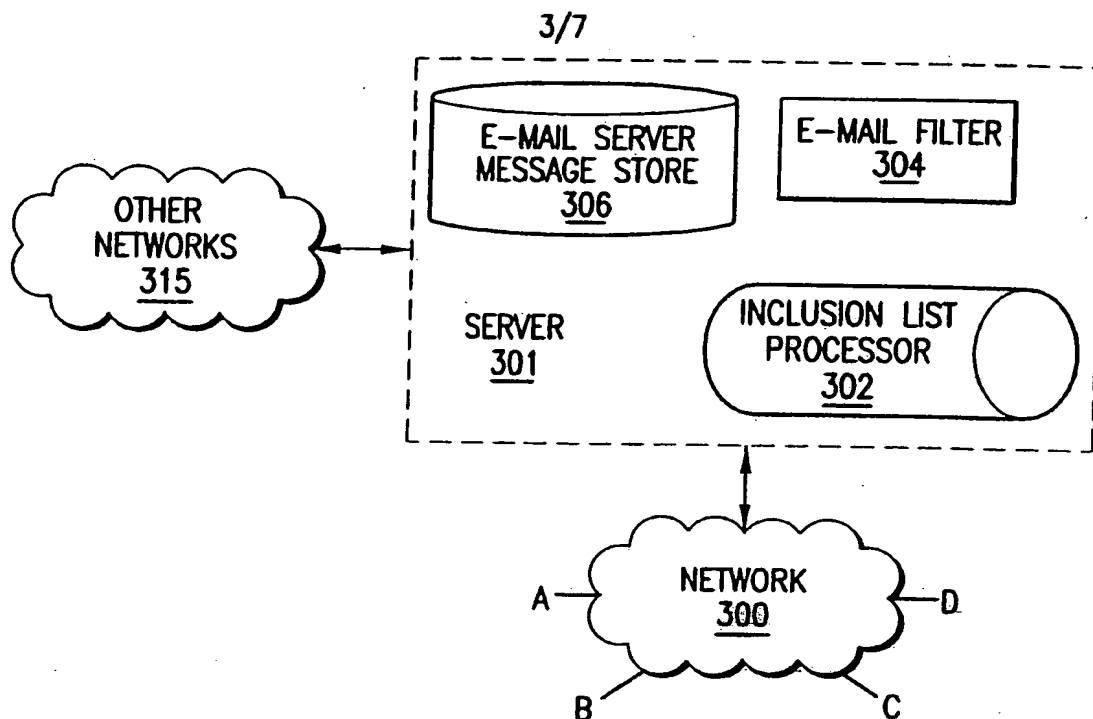 3/7
E-MAIL SERVER
MESSAGE STORE
306
E-MAIL FILTER
304
OTHER
NETWORKS
315
SERVER
301
INCLUSION LIST
PROCESSOR
302
NETWORK
300
A
D
B
C